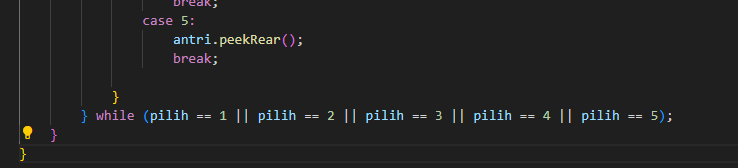 break;
case 5:
antri.peekRear();
break;
}
} while (pilih == 1 || pilih == 2 || pilih == 3 || pilih == 4 || pilih == 5);
}
}